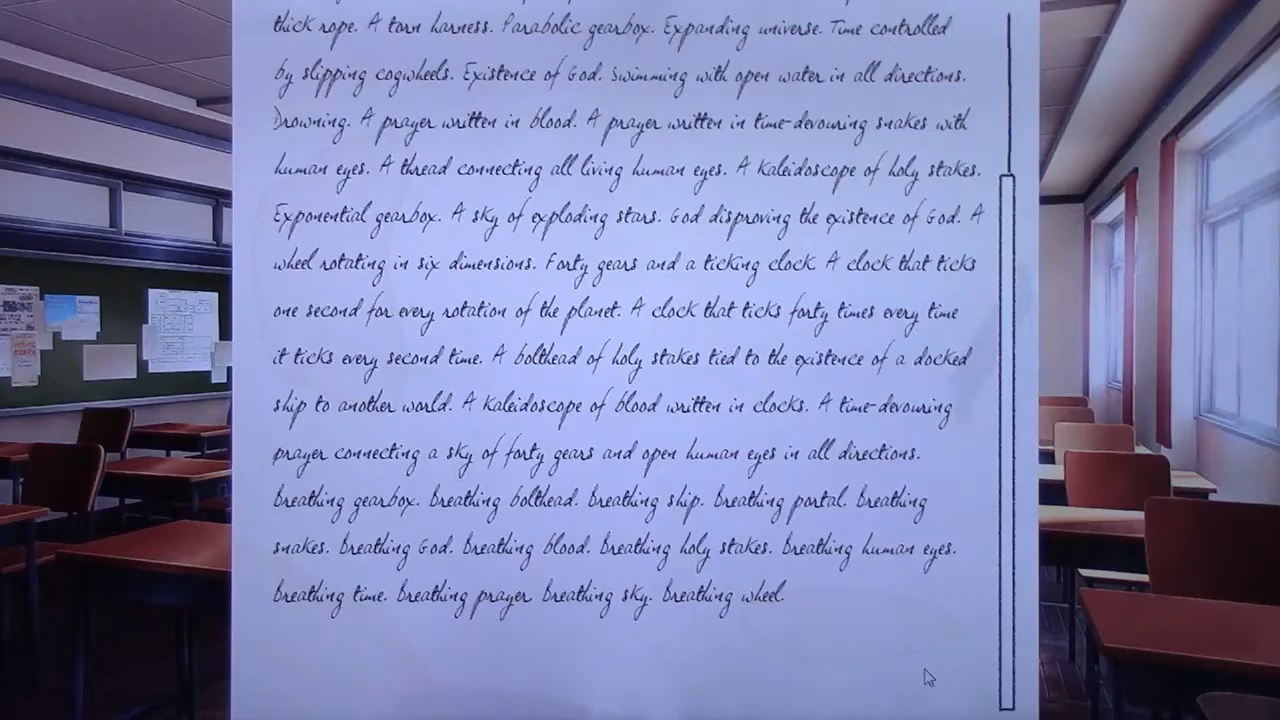 thick rope. A torn harness. Parabolic gearbox. Expanding universe. Time controlled
by slipping cogwheels. Existence of God. Swimming with open water in all directions.
Drowning. A prayer written in blood. A prayer written in time-devouring snakes with
human eyes. A thread connecting all living human eyes. A kaleidoscope of holy stakes.
Exponential gearbox. A sky of exploding stars. God disproving the existence of God. A
wheel rotating in six dimensions. Forty gears and a ticking clock. A clock that ticks
one second for every rotation of the planet. A clock that ticks forty times every time
it ticks every second time. A bolthead of holy stakes tied to the existence of a docked
ship to another world. A kaleidoscope of blood written in clocks. A time-devouring
prayer connecting a sky of forty gears and open human eyes in all directions.
Breathing gearbox. Breathing bolthead. Breathing ship. Breathing portal. Breathing
snakes. Breathing God. Breathing blood. Breathing holy stakes. Breathing human eyes.
Breathing time. Breathing prayer. Breathing sky. Breathing wheel.